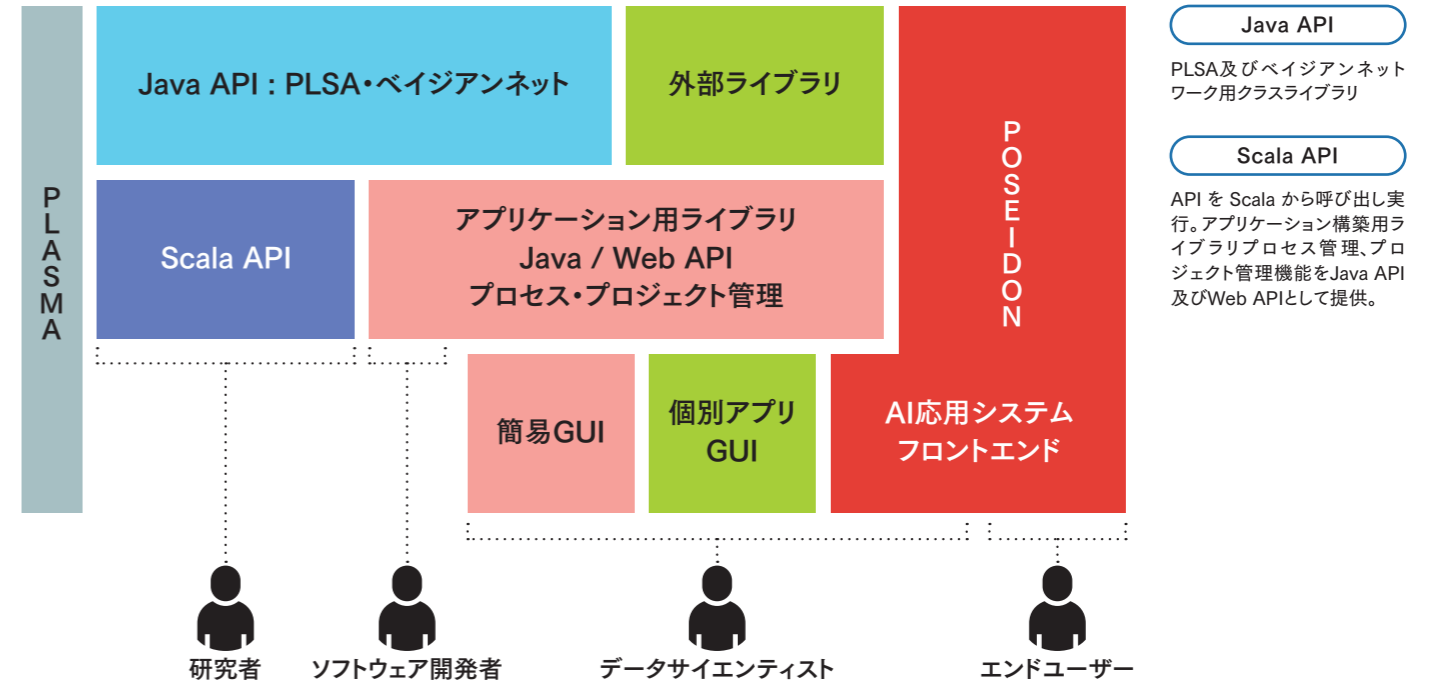 PLASMA
Java API : PLSA・ベイジアンネット
外部ライブラリ
Scala API
アプリケーション用ライブラリ
Java / Web API
プロセス・プロジェクト管理
POSEIDON
簡易GUI
個別アプリ
GUI
AI応用システム
フロントエンド
研究者
ソフトウェア開発者
データサイエンティスト
エンドユーザー
Java API
PLSA及びベイジアンネット
ワーク用クラスライブラリ
Scala API
API を Scala から呼び出し実
行。アプリケーション構築用ラ
イブラリプロセス管理、プロ
ジェクト管理機能をJava API
及びWeb APIとして提供。